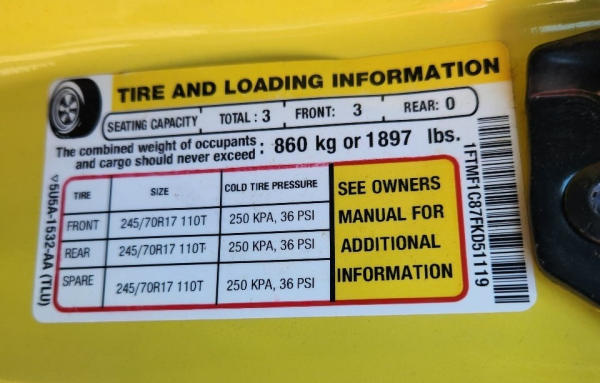 TIRE AND LOADING INFORMATION
SEATING CAPACITY TOTAL : 3 FRONT: 3 REAR: 0
The combined weight of occupants
and cargo should never exceed : 860 kg or 1897 lbs.
TIRE SIZE COLD TIRE PRESSURE
FRONT 245/70R17 110T 250 KPA, 36 PSI
REAR 245/70R17 110T 250 KPA, 36 PSI
SPARE 245/70R17 110T 250 KPA, 36 PSI
SEE OWNERS
MANUAL FOR
ADDITIONAL
INFORMATION
▽505A-1532-AA (TLU)
1FTMF1C87FKD51119